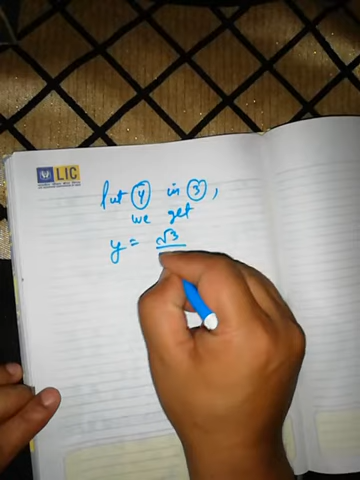 LIC
Put (4) in (3),
we get
y = √3